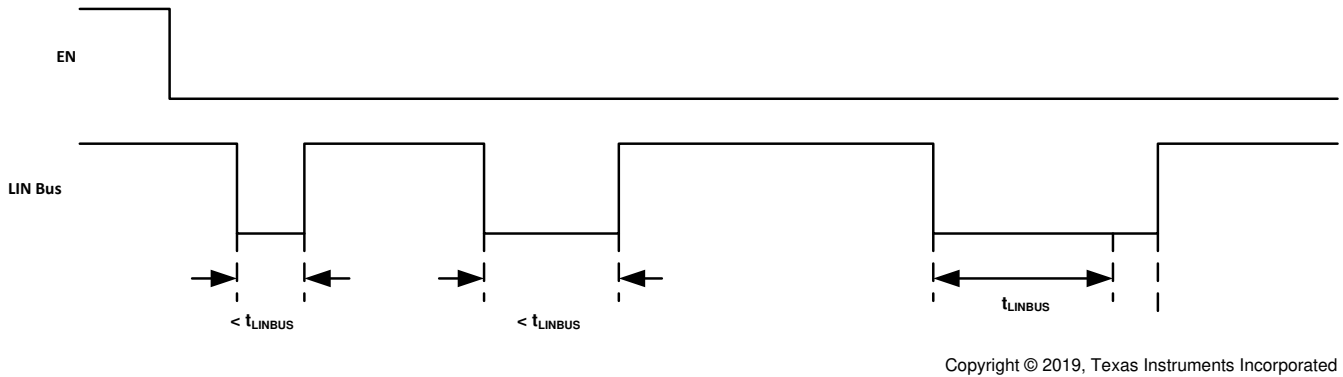 EN
LIN Bus
< tLINBUS
< tLINBUS
tLINBUS
Copyright © 2019, Texas Instruments Incorporated